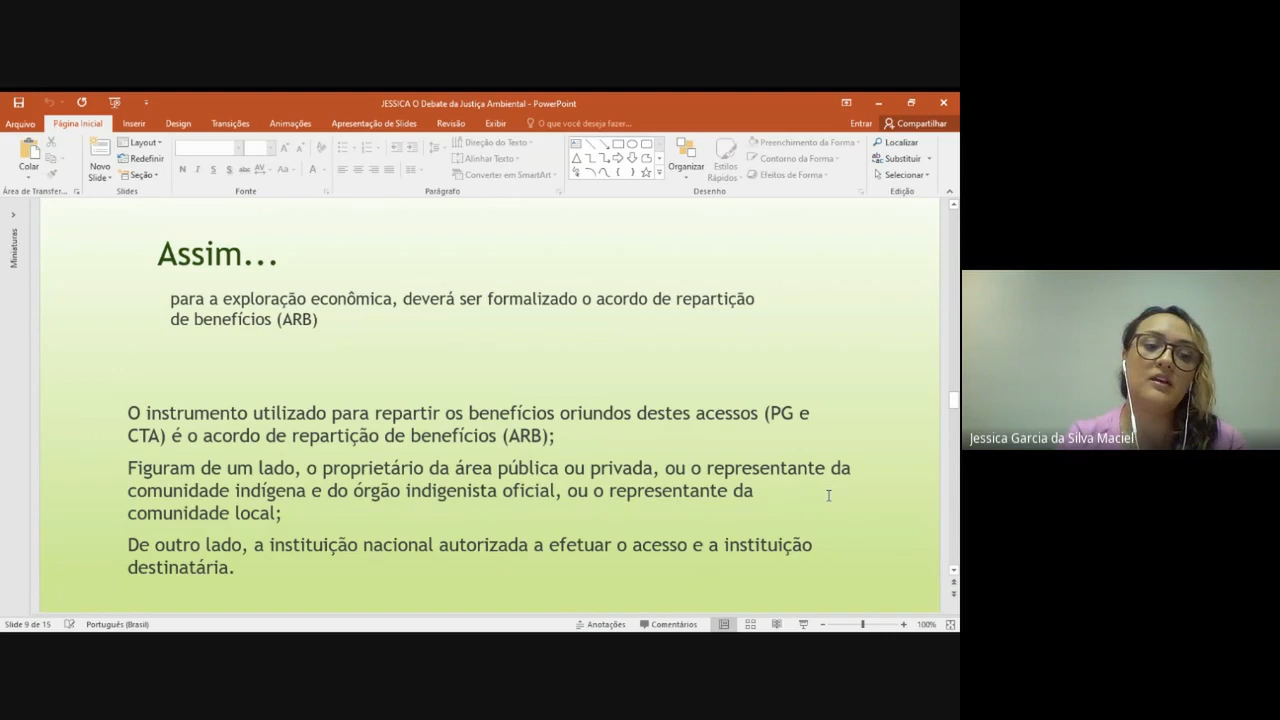 JESSICA O Debate da Justiça Ambiental - PowerPoint
Arquivo Página Inicial Inserir Design Transições Animações Apresentação de Slides Revisão Exibir O que você deseja fazer... Entrar Compartilhar
Colar
Área de Transfer...
Novo Slide
Layout
Redefinir
Seção
Slides
N I S S abc AV Aa A
Fonte
Direção do Texto
Alinhar Texto
Converter em SmartArt
Parágrafo
Organizar
Estilos Rápidos
Preenchimento da Forma
Contorno da Forma
Efeitos de Forma
Desenho
Localizar
Substituir
Selecionar
Edição
Miniaturas
Assim...
para a exploração econômica, deverá ser formalizado o acordo de repartição
de benefícios (ARB)
O instrumento utilizado para repartir os benefícios oriundos destes acessos (PG e
CTA) é o acordo de repartição de benefícios (ARB);
Figuram de um lado, o proprietário da área pública ou privada, ou o representante da
comunidade indígena e do órgão indigenista oficial, ou o representante da
comunidade local;
De outro lado, a instituição nacional autorizada a efetuar o acesso e a instituição
destinatária.
Slide 9 de 15 Português (Brasil) Anotações Comentários 100%
Jessica Garcia da Silva Maciel